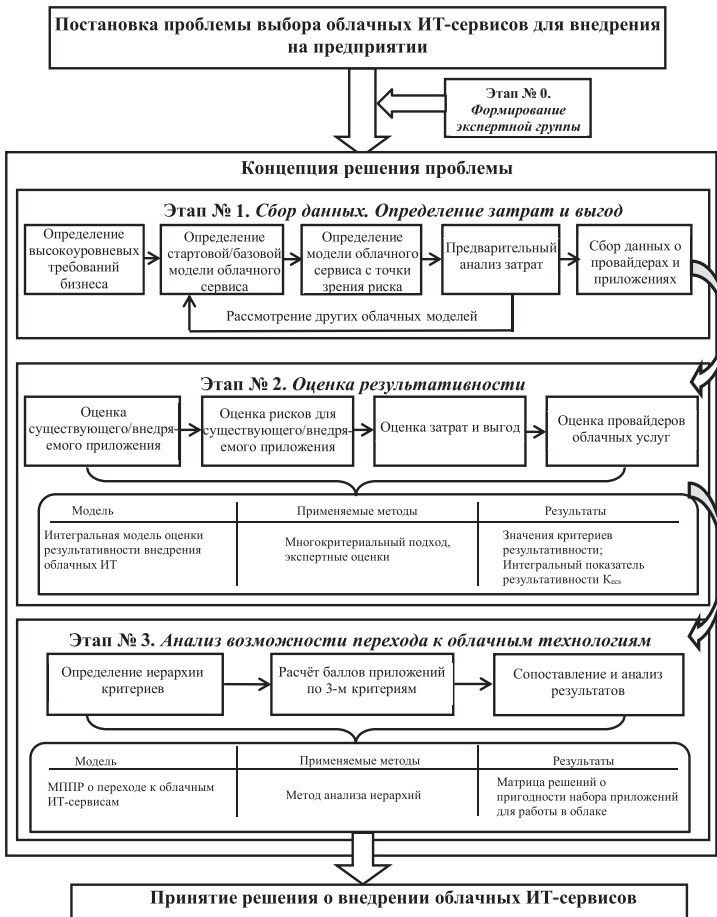 Постановка проблемы выбора облачных ИТ-сервисов для внедрения
на предприятии
Этап № 0.
Формирование
экспертной группы
Концепция решения проблемы
Этап № 1. Сбор данных. Определение затрат и выгод
Определение
высокоуровневых
требований
бизнеса
Определение
стартовой/базовой
модели облачного
сервиса
Определение
модели облачного
сервиса с точки
зрения риска
Предварительный
анализ затрат
Сбор данных о
провайдерах и
приложениях
Рассмотрение других облачных моделей
Этап № 2. Оценка результативности
Оценка
существующего/внедря-
емого приложения
Оценка рисков для
существующего/внедря-
емого приложения
Оценка затрат и выгод
Оценка провайдеров
облачных услуг
Модель
Применяемые методы
Результаты
Интегральная модель оценки
результативности внедрения
облачных ИТ
Многокритериальный подход,
экспертные оценки
Значения критериев
результативности;
Интегральный показатель
результативности Kecs
Этап № 3. Анализ возможности перехода к облачным технологиям
Определение иерархии
критериев
Расчёт баллов приложений
по 3-м критериям
Сопоставление и анализ
результатов
Модель
Применяемые методы
Результаты
МППР о переходе к облачным
ИТ-сервисам
Метод анализа иерархий
Матрица решений о
пригодности набора приложений
для работы в облаке
Принятие решения о внедрении облачных ИТ-сервисов